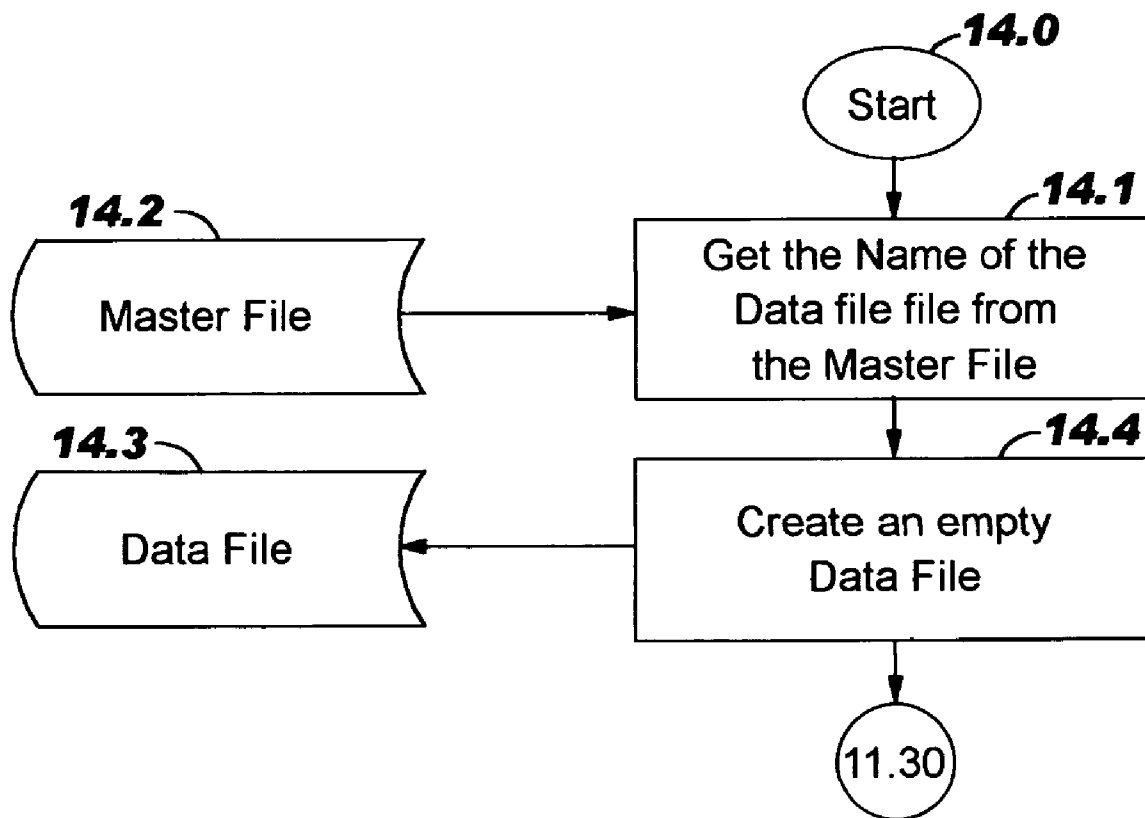 14.0
Start
14.1
14.2
Get the Name of the
Data file file from
the Master File
Master File
14.4
14.3
Create an empty
Data File
Data File
11.30